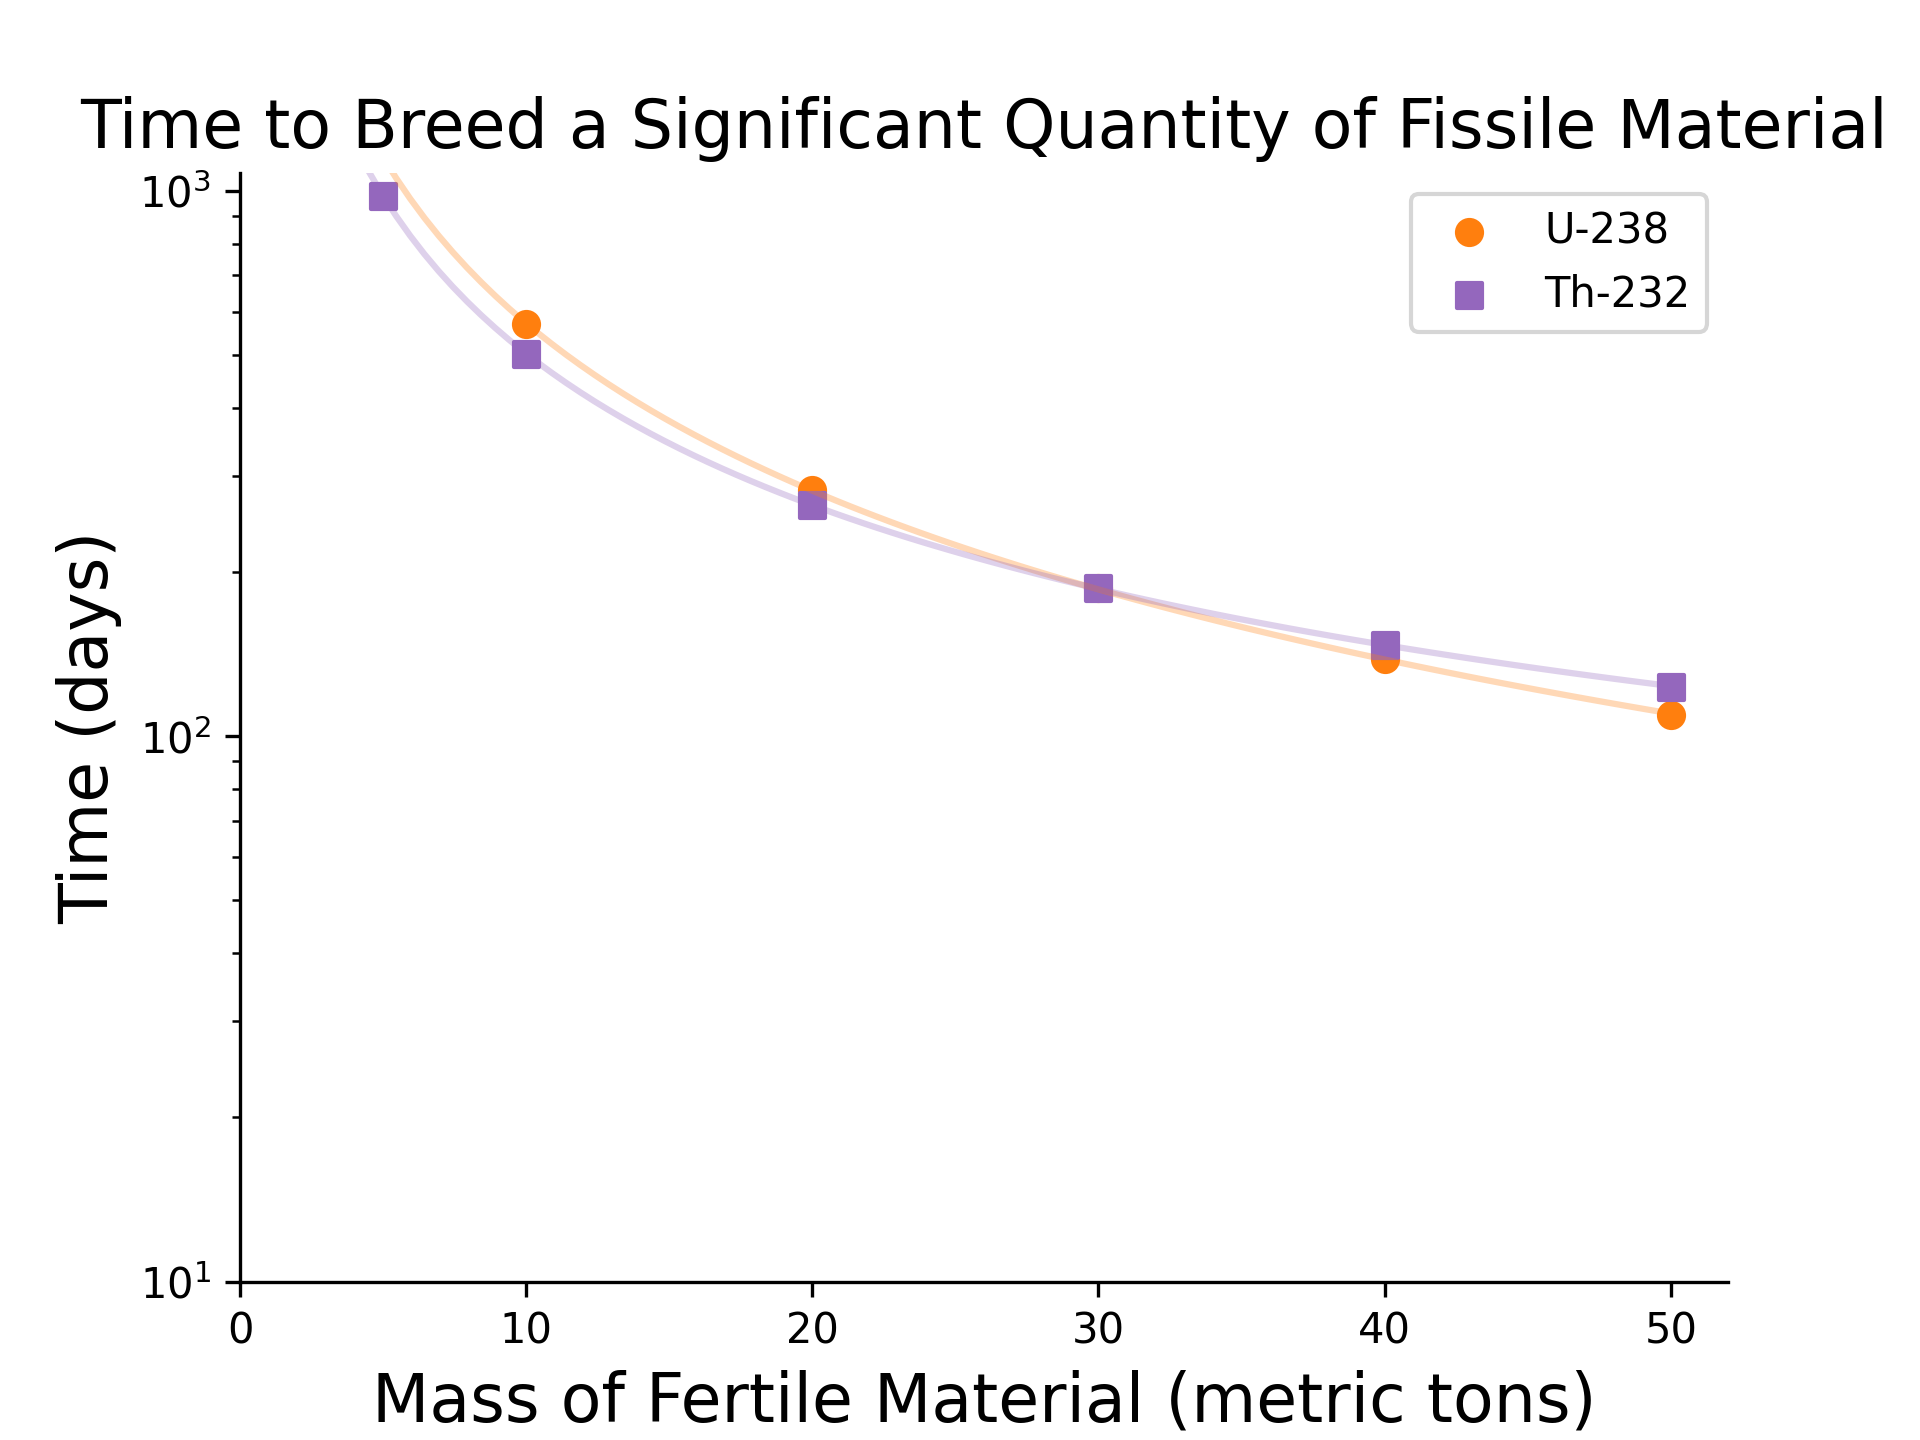 Time to Breed a Significant Quantity of Fissile Material
10³
10²
10¹
Time (days)
U-238
Th-232
0 10 20 30 40 50
Mass of Fertile Material (metric tons)